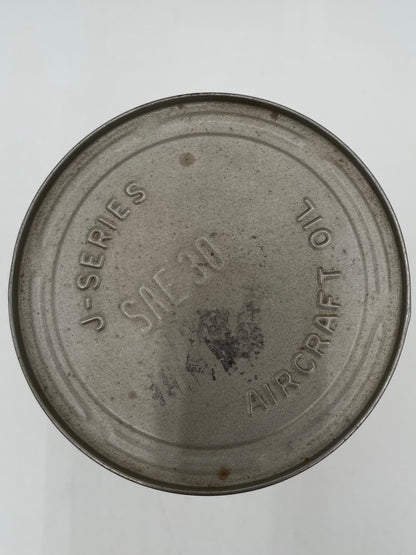 J-SERIES
SAE 30
AIRCRAFT OIL